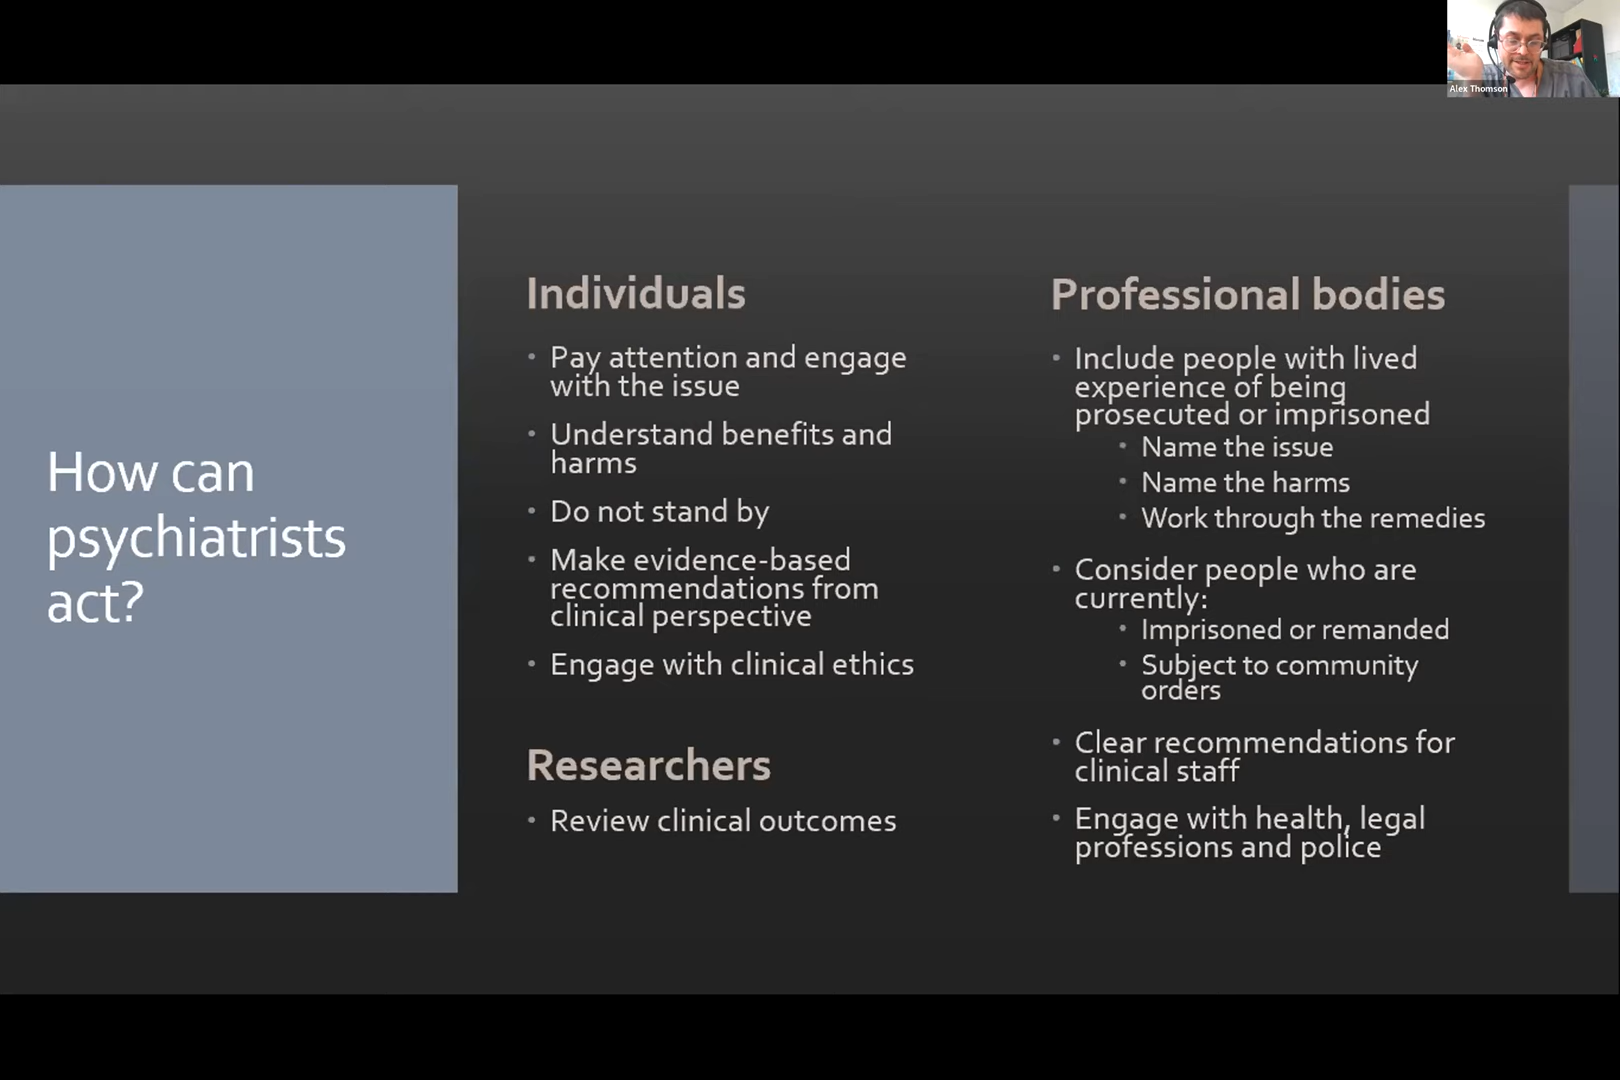 Alex Thomson
How can
psychiatrists
act?
Individuals
• Pay attention and engage
with the issue
• Understand benefits and
harms
• Do not stand by
• Make evidence-based
recommendations from
clinical perspective
• Engage with clinical ethics
Researchers
• Review clinical outcomes
Professional bodies
• Include people with lived
experience of being
prosecuted or imprisoned
• Name the issue
• Name the harms
• Work through the remedies
• Consider people who are
currently:
• Imprisoned or remanded
• Subject to community
orders
• Clear recommendations for
clinical staff
• Engage with health, legal
professions and police